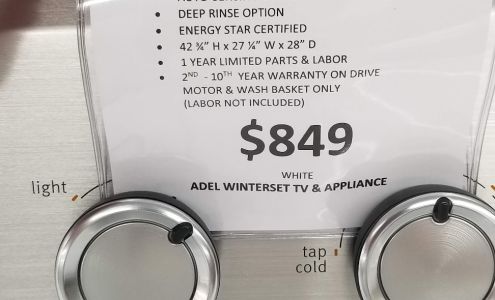 • DEEP RINSE OPTION
• ENERGY STAR CERTIFIED
• 42 ¾" H x 27 ¼" W x 28" D
• 1 YEAR LIMITED PARTS & LABOR
• 2ND - 10TH YEAR WARRANTY ON DRIVE
MOTOR & WASH BASKET ONLY
(LABOR NOT INCLUDED)
$849
WHITE
ADEL WINTERSET TV & APPLIANCE
light
tap
cold